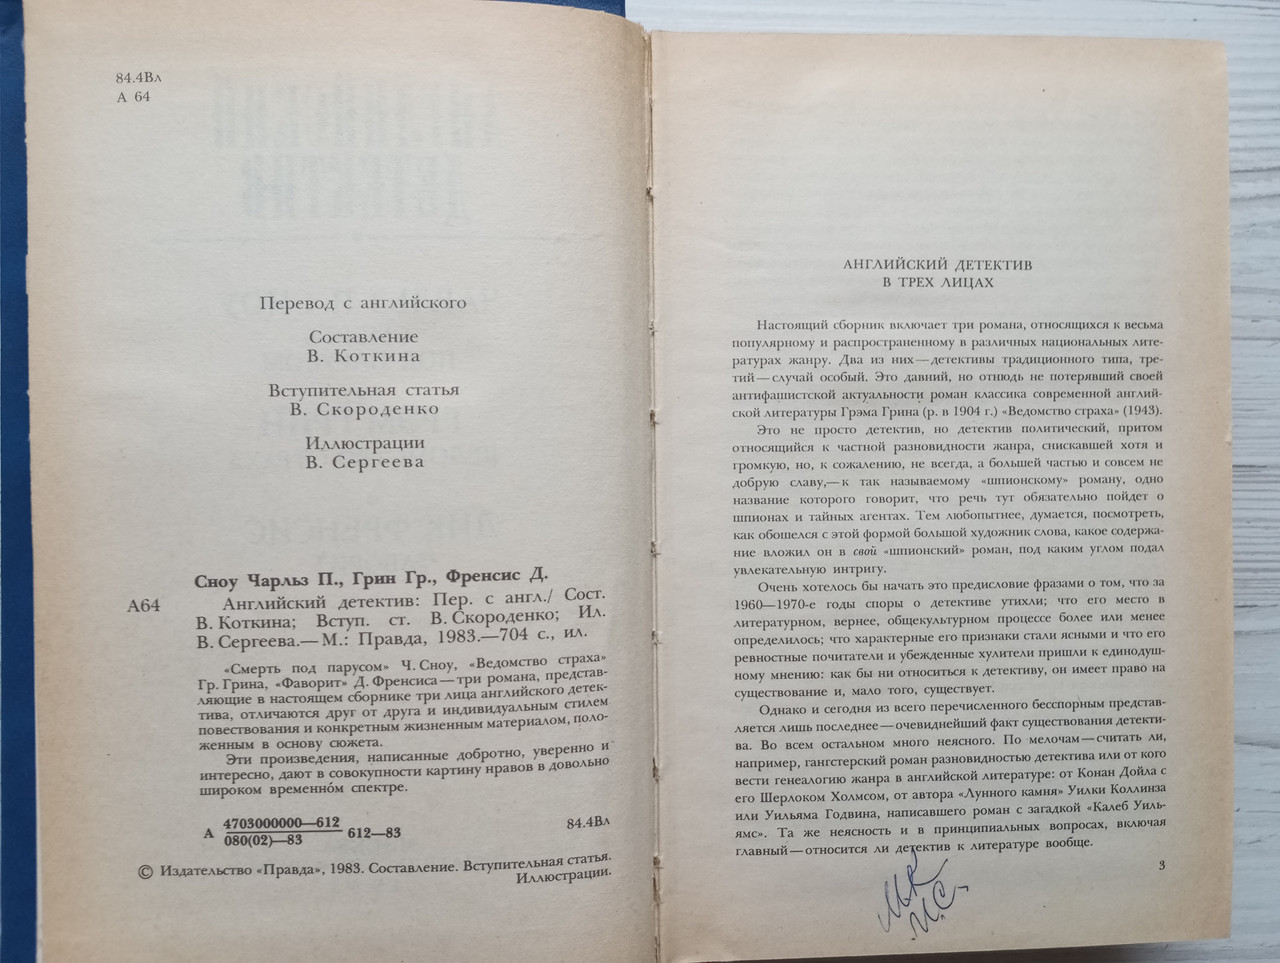 84.4Вл
А 64
Перевод с английского
Составление
В. Коткина
Вступительная статья
В. Скороденко
Иллюстрации
В. Сергеева
Сноу Чарльз П., Грин Гр., Френсис Д.
А64 Английский детектив: Пер. с англ./ Сост.
В. Коткина; Вступ. ст. В. Скороденко; Ил.
В. Сергеева.—М.: Правда, 1983.—704 с., ил.
«Смерть под парусом» Ч. Сноу, «Ведомство страха»
Гр. Грина, «Фаворит» Д. Френсиса—три романа, представ-
ляющие в настоящем сборнике три лица английского детек-
тива, отличаются друг от друга и индивидуальным стилем
повествования и конкретным жизненным материалом, поло-
женным в основу сюжета.
Эти произведения, написанные добротно, уверенно и
интересно, дают в совокупности картину нравов в довольно
широком временно́м спектре.
А 4703000000—612
080(02)—83 612—83
84.4Вл
© Издательство «Правда», 1983. Составление. Вступительная статья.
Иллюстрации.
АНГЛИЙСКИЙ ДЕТЕКТИВ
В ТРЕХ ЛИЦАХ
Настоящий сборник включает три романа, относящихся к весьма
популярному и распространенному в различных национальных лите-
ратурах жанру. Два из них—детективы традиционного типа, тре-
тий—случай особый. Это давний, но отнюдь не потерявший своей
антифашистской актуальности роман классика современной англий-
ской литературы Грэма Грина (р. в 1904 г.) «Ведомство страха» (1943).
Это не просто детектив, но детектив политический, притом
относящийся к частной разновидности жанра, снискавшей хотя и
громкую, но, к сожалению, не всегда, а большей частью и совсем не
добрую славу,—к так называемому «шпионскому» роману, одно
название которого говорит, что речь тут обязательно пойдет о
шпионах и тайных агентах. Тем любопытнее, думается, посмотреть,
как обошелся с этой формой большой художник слова, какое содержа-
ние вложил он в свой «шпионский» роман, под каким углом подал
увлекательную интригу.
Очень хотелось бы начать это предисловие фразами о том, что за
1960—1970-е годы споры о детективе утихли; что его место в
литературном, вернее, общекультурном процессе более или менее
определилось; что характерные его признаки стали ясными и что его
ревностные почитатели и убежденные хулители пришли к единодуш-
ному мнению: как бы ни относиться к детективу, он имеет право на
существование и, мало того, существует.
Однако и сегодня из всего перечисленного бесспорным представ-
ляется лишь последнее—очевиднейший факт существования детекти-
ва. Во всем остальном много неясного. По мелочам—считать ли,
например, гангстерский роман разновидностью детектива или от кого
вести генеалогию жанра в английской литературе: от Конан Дойла с
его Шерлоком Холмсом, от автора «Лунного камня» Уилки Коллинза
или Уильяма Годвина, написавшего роман с загадкой «Калеб Уиль-
ямс». Та же неясность и в принципиальных вопросах, включая
главный—относится ли детектив к литературе вообще.
3